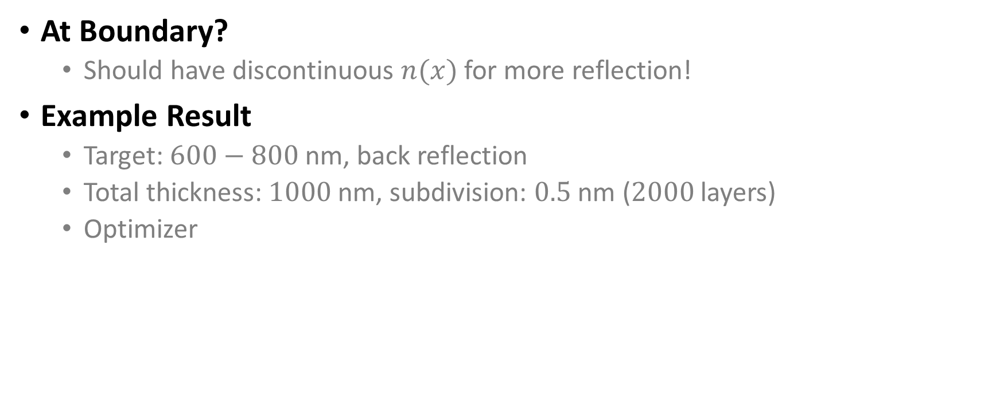 • At Boundary?
• Should have discontinuous n(x) for more reflection!
• Example Result
• Target: 600 − 800 nm, back reflection
• Total thickness: 1000 nm, subdivision: 0.5 nm (2000 layers)
• Optimizer